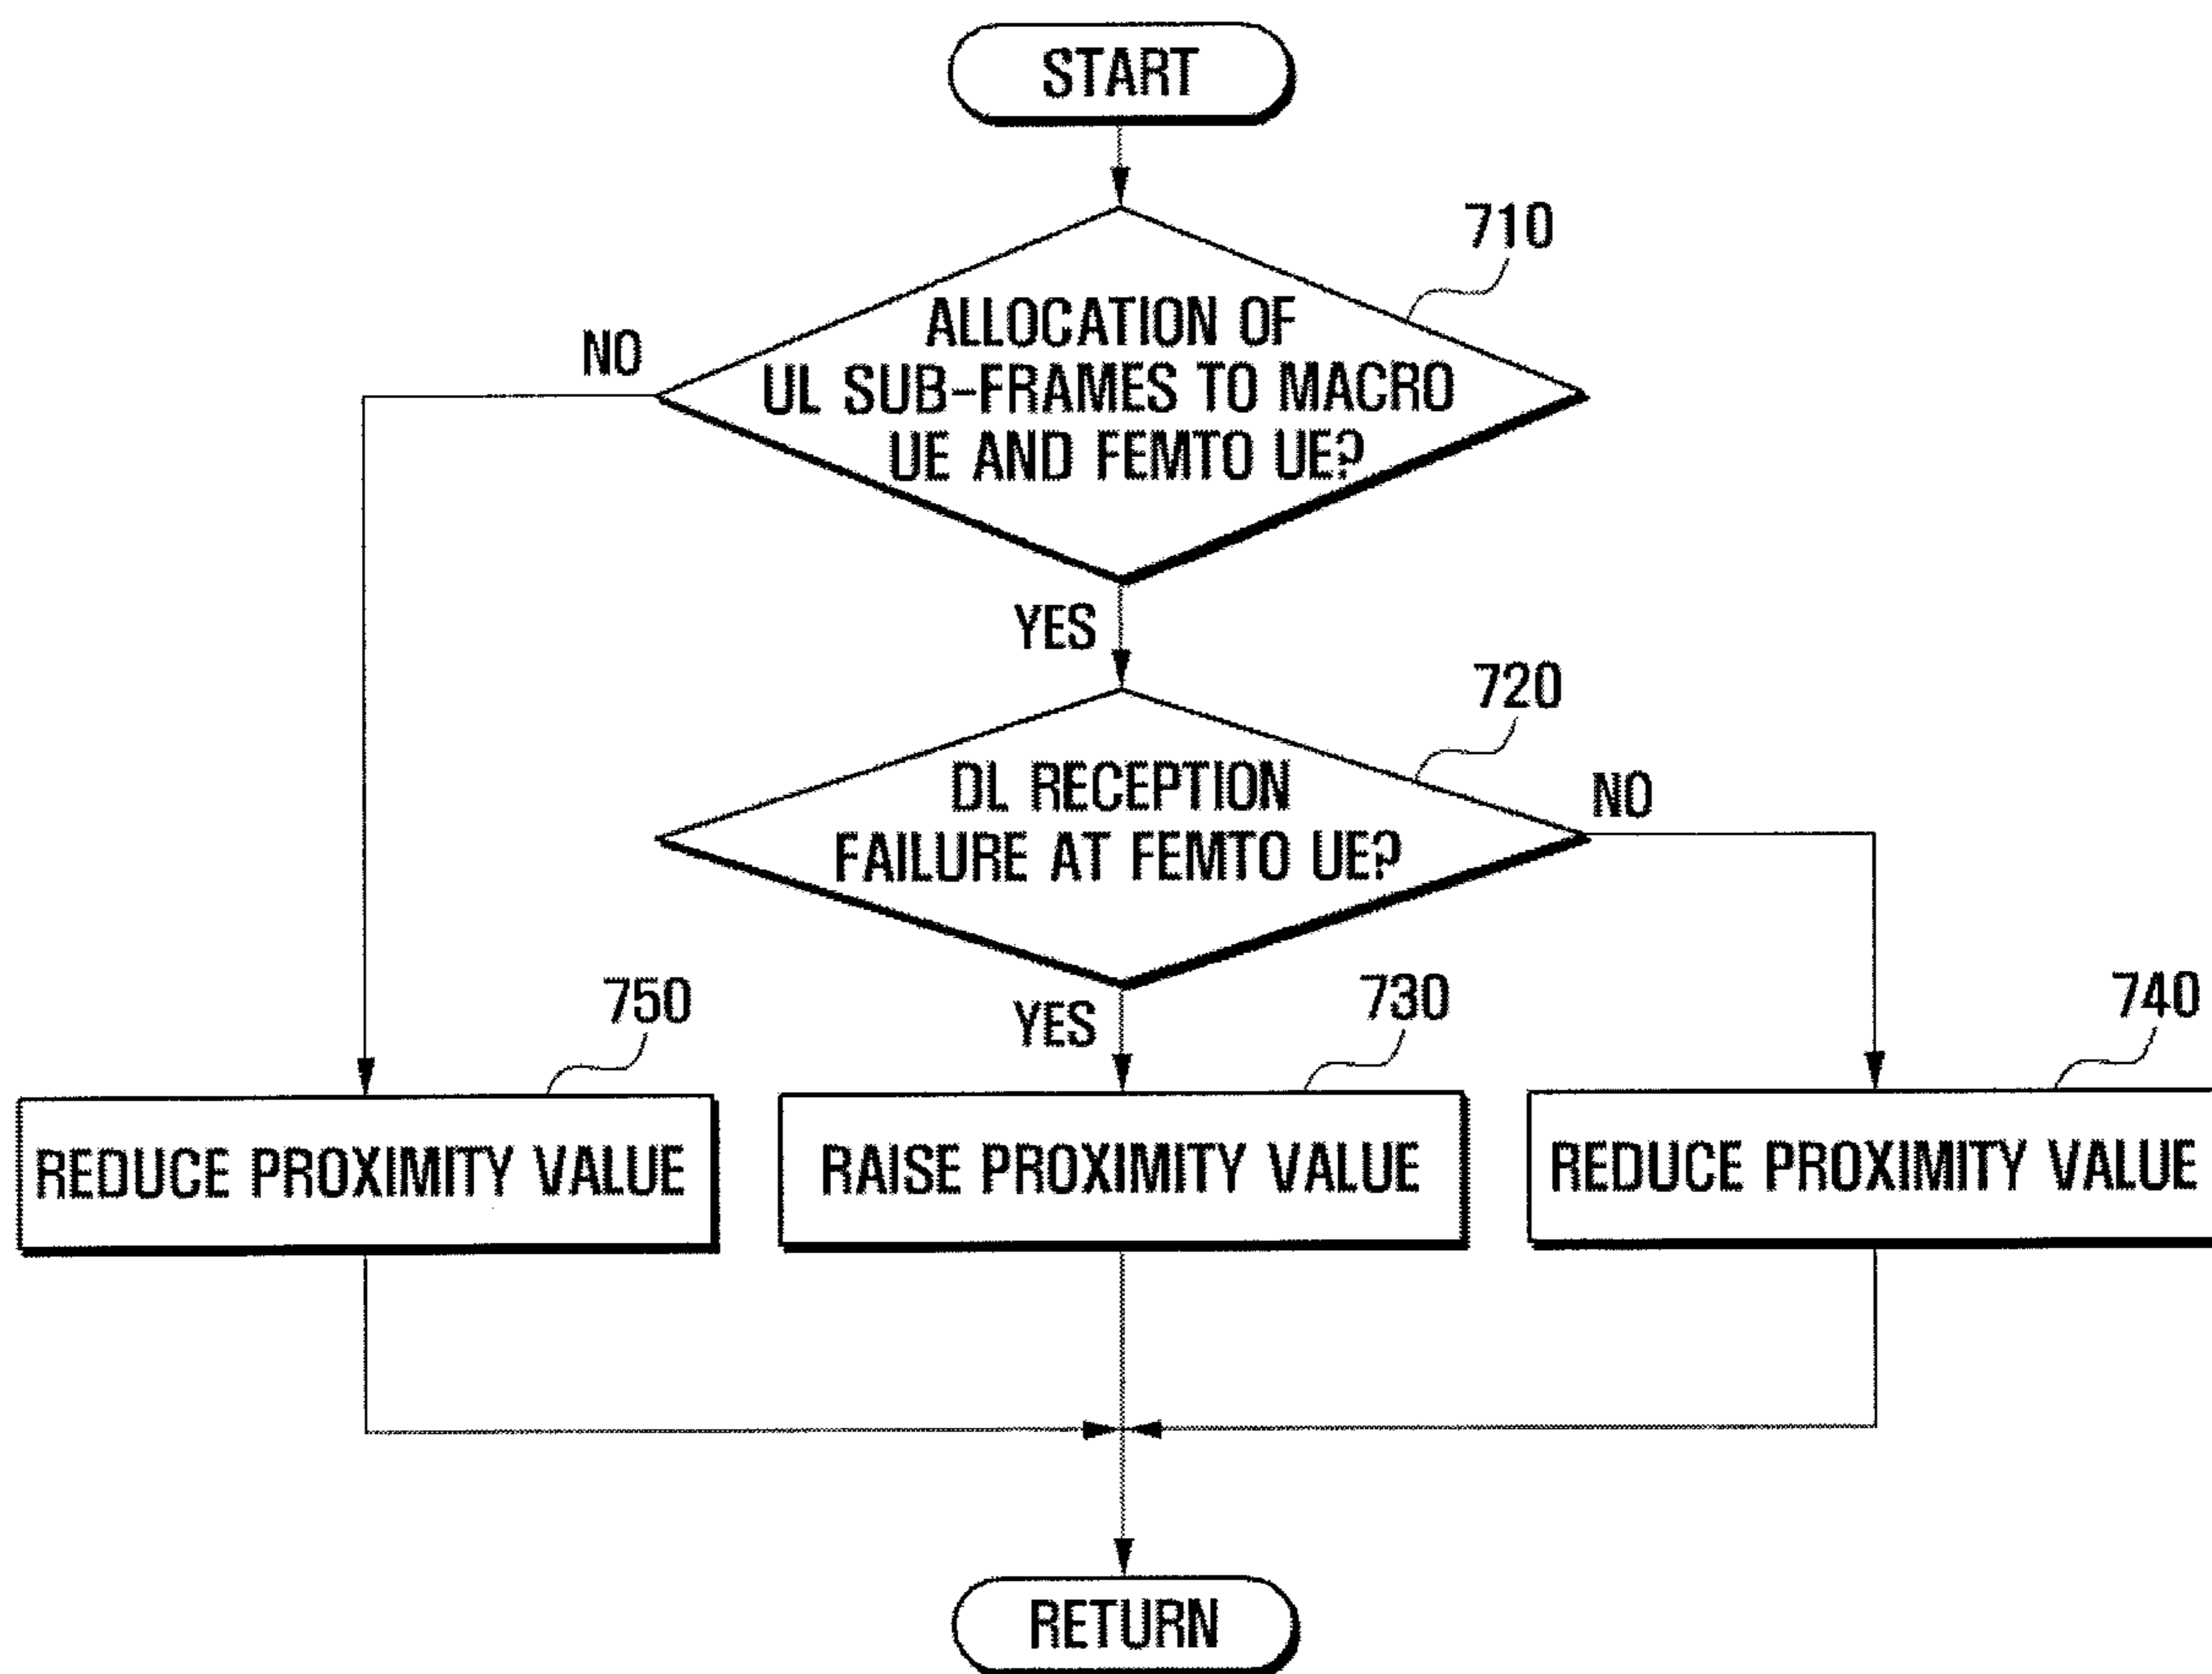 START
710
ALLOCATION OF
UL SUB-FRAMES TO MACRO
UE AND FEMTO UE?
NO
YES
720
DL RECEPTION
FAILURE AT FEMTO UE?
NO
YES
750
REDUCE PROXIMITY VALUE
730
RAISE PROXIMITY VALUE
740
REDUCE PROXIMITY VALUE
RETURN